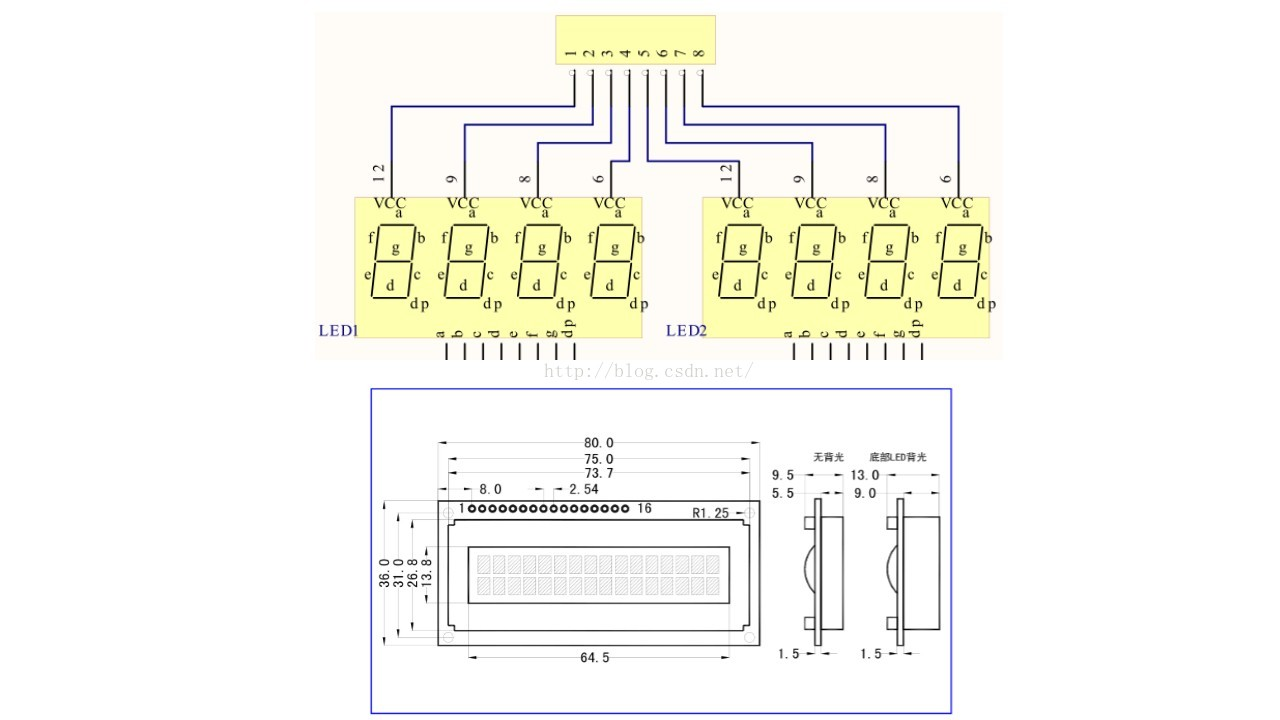 1 2 3 4 5 6 7 8
12 9 8 6 12 9 8 6
VCC VCC VCC VCC VCC VCC VCC VCC
a a a a a a a a
f b f b f b f b f b f b f b f b
g g g g g g g g
e c e c e c e c e c e c e c e c
d d d d d d d d
dp dp dp dp dp dp dp dp
LED1 a b c d e f g dp LED2 a b c d e f g dp
http://blog.csdn.net/
80.0
75.0
73.7
8.0 2.54
1 16
R1.25
36.0
31.0
26.8
13.8
64.5
无背光 底部LED背光
9.5 13.0
5.5 9.0
1.5 1.5